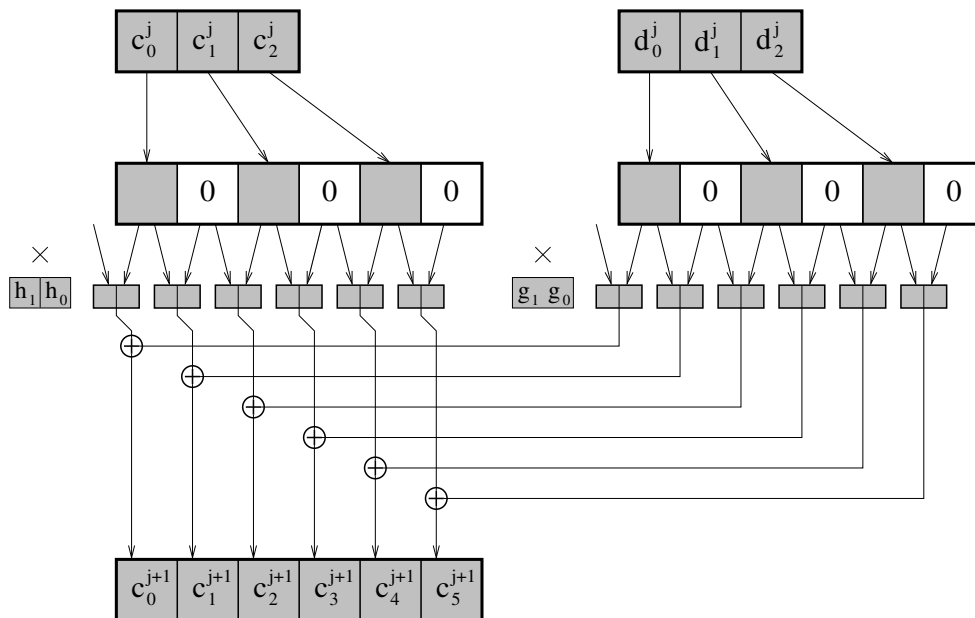 c_0^j c_1^j c_2^j d_0^j d_1^j d_2^j
0 0 0 0 0 0
× ×
h_1 h_0 g_1 g_0
c_0^{j+1} c_1^{j+1} c_2^{j+1} c_3^{j+1} c_4^{j+1} c_5^{j+1}